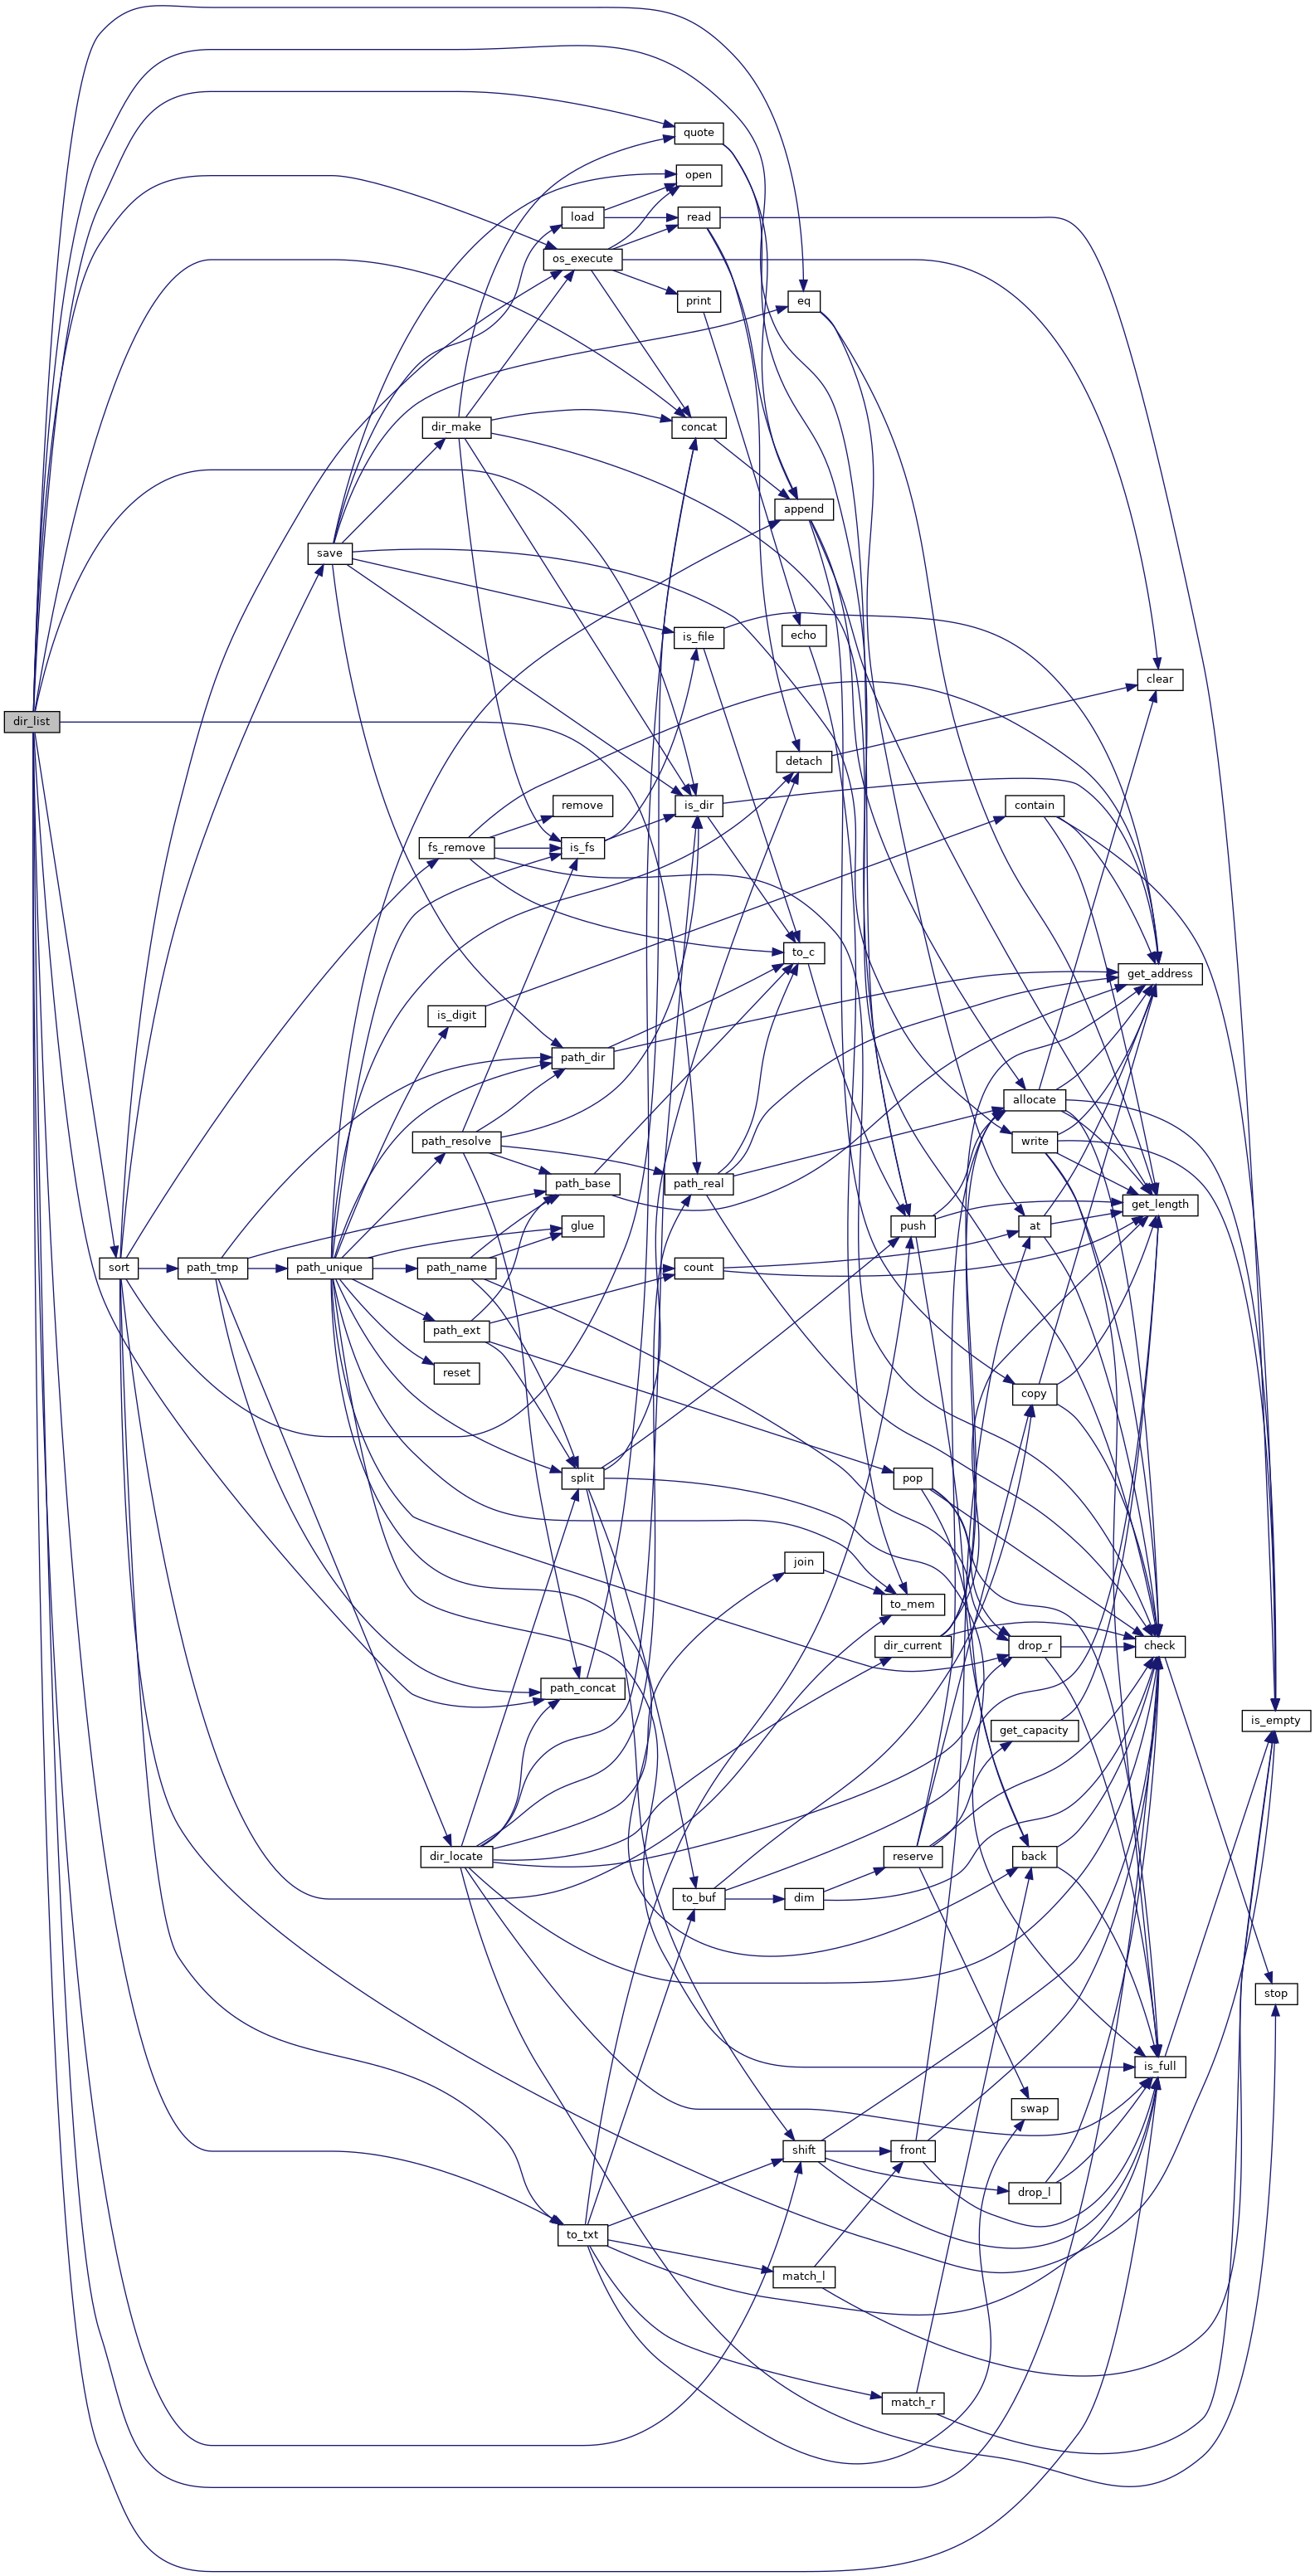 quote
open
load
read
os_execute
print
eq
dir_make
concat
append
save
is_file
echo
clear
dir_list
detach
remove
is_dir
contain
fs_remove
is_fs
to_c
get_address
is_digit
path_dir
allocate
path_resolve
write
path_base
path_real
get_length
glue
push
at
sort
path_tmp
path_unique
path_name
count
path_ext
reset
copy
split
pop
join
to_mem
dir_current
drop_r
check
path_concat
is_empty
get_capacity
dir_locate
reserve
back
to_buf
dim
stop
is_full
swap
shift
front
drop_l
to_txt
match_l
match_r